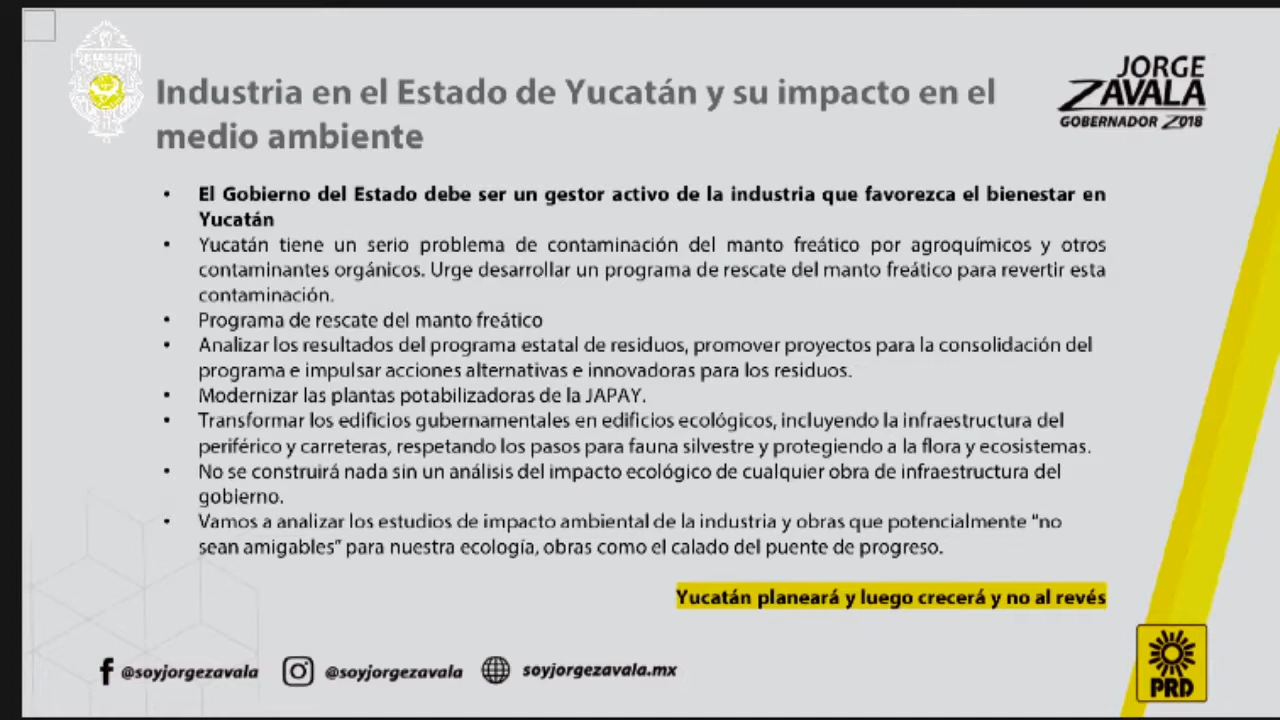 Industria en el Estado de Yucatán y su impacto en el
medio ambiente
JORGE
ZAVALA
GOBERNADOR 2018
• El Gobierno del Estado debe ser un gestor activo de la industria que favorezca el bienestar en
Yucatán
• Yucatán tiene un serio problema de contaminación del manto freático por agroquímicos y otros
contaminantes orgánicos. Urge desarrollar un programa de rescate del manto freático para revertir esta
contaminación.
• Programa de rescate del manto freático
• Analizar los resultados del programa estatal de residuos, promover proyectos para la consolidación del
programa e impulsar acciones alternativas e innovadoras para los residuos.
• Modernizar las plantas potabilizadoras de la JAPAY.
• Transformar los edificios gubernamentales en edificios ecológicos, incluyendo la infraestructura del
periférico y carreteras, respetando los pasos para fauna silvestre y protegiendo a la flora y ecosistemas.
• No se construirá nada sin un análisis del impacto ecológico de cualquier obra de infraestructura del
gobierno.
• Vamos a analizar los estudios de impacto ambiental de la industria y obras que potencialmente “no
sean amigables” para nuestra ecología, obras como el calado del puente de progreso.
Yucatán planeará y luego crecerá y no al revés
@soyjorgezavala @soyjorgezavala soyjorgezavala.mx
PRD